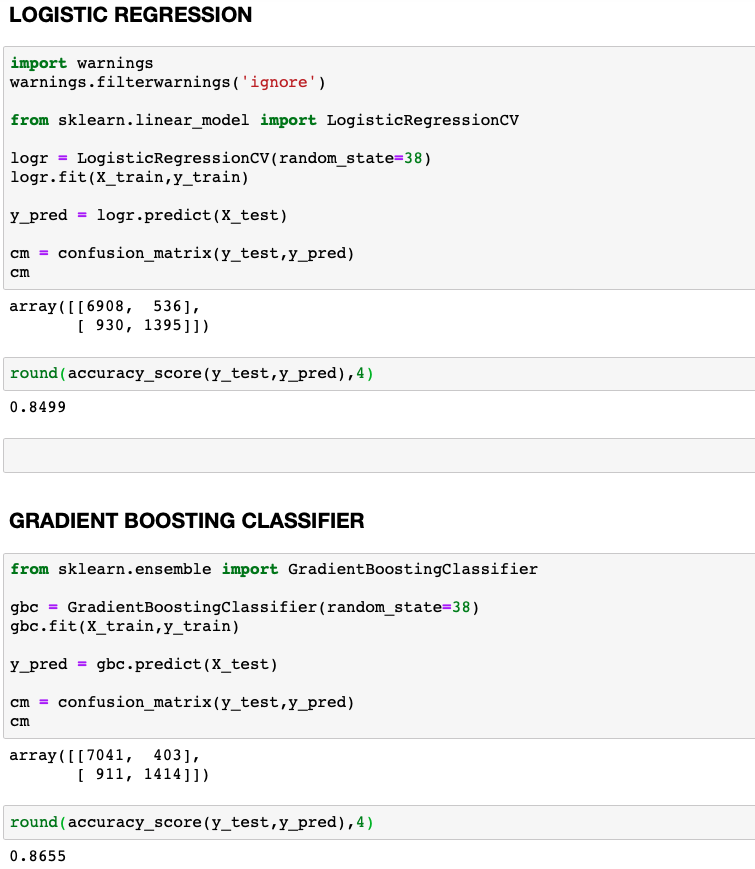 LOGISTIC REGRESSION
import warnings
warnings.filterwarnings('ignore')
from sklearn.linear_model import LogisticRegressionCV
logr = LogisticRegressionCV(random_state=38)
logr.fit(X_train,y_train)
y_pred = logr.predict(X_test)
cm = confusion_matrix(y_test,y_pred)
cm
array([[6908,  536],
       [ 930, 1395]])
round(accuracy_score(y_test,y_pred),4)
0.8499
GRADIENT BOOSTING CLASSIFIER
from sklearn.ensemble import GradientBoostingClassifier
gbc = GradientBoostingClassifier(random_state=38)
gbc.fit(X_train,y_train)
y_pred = gbc.predict(X_test)
cm = confusion_matrix(y_test,y_pred)
cm
array([[7041,  403],
       [ 911, 1414]])
round(accuracy_score(y_test,y_pred),4)
0.8655